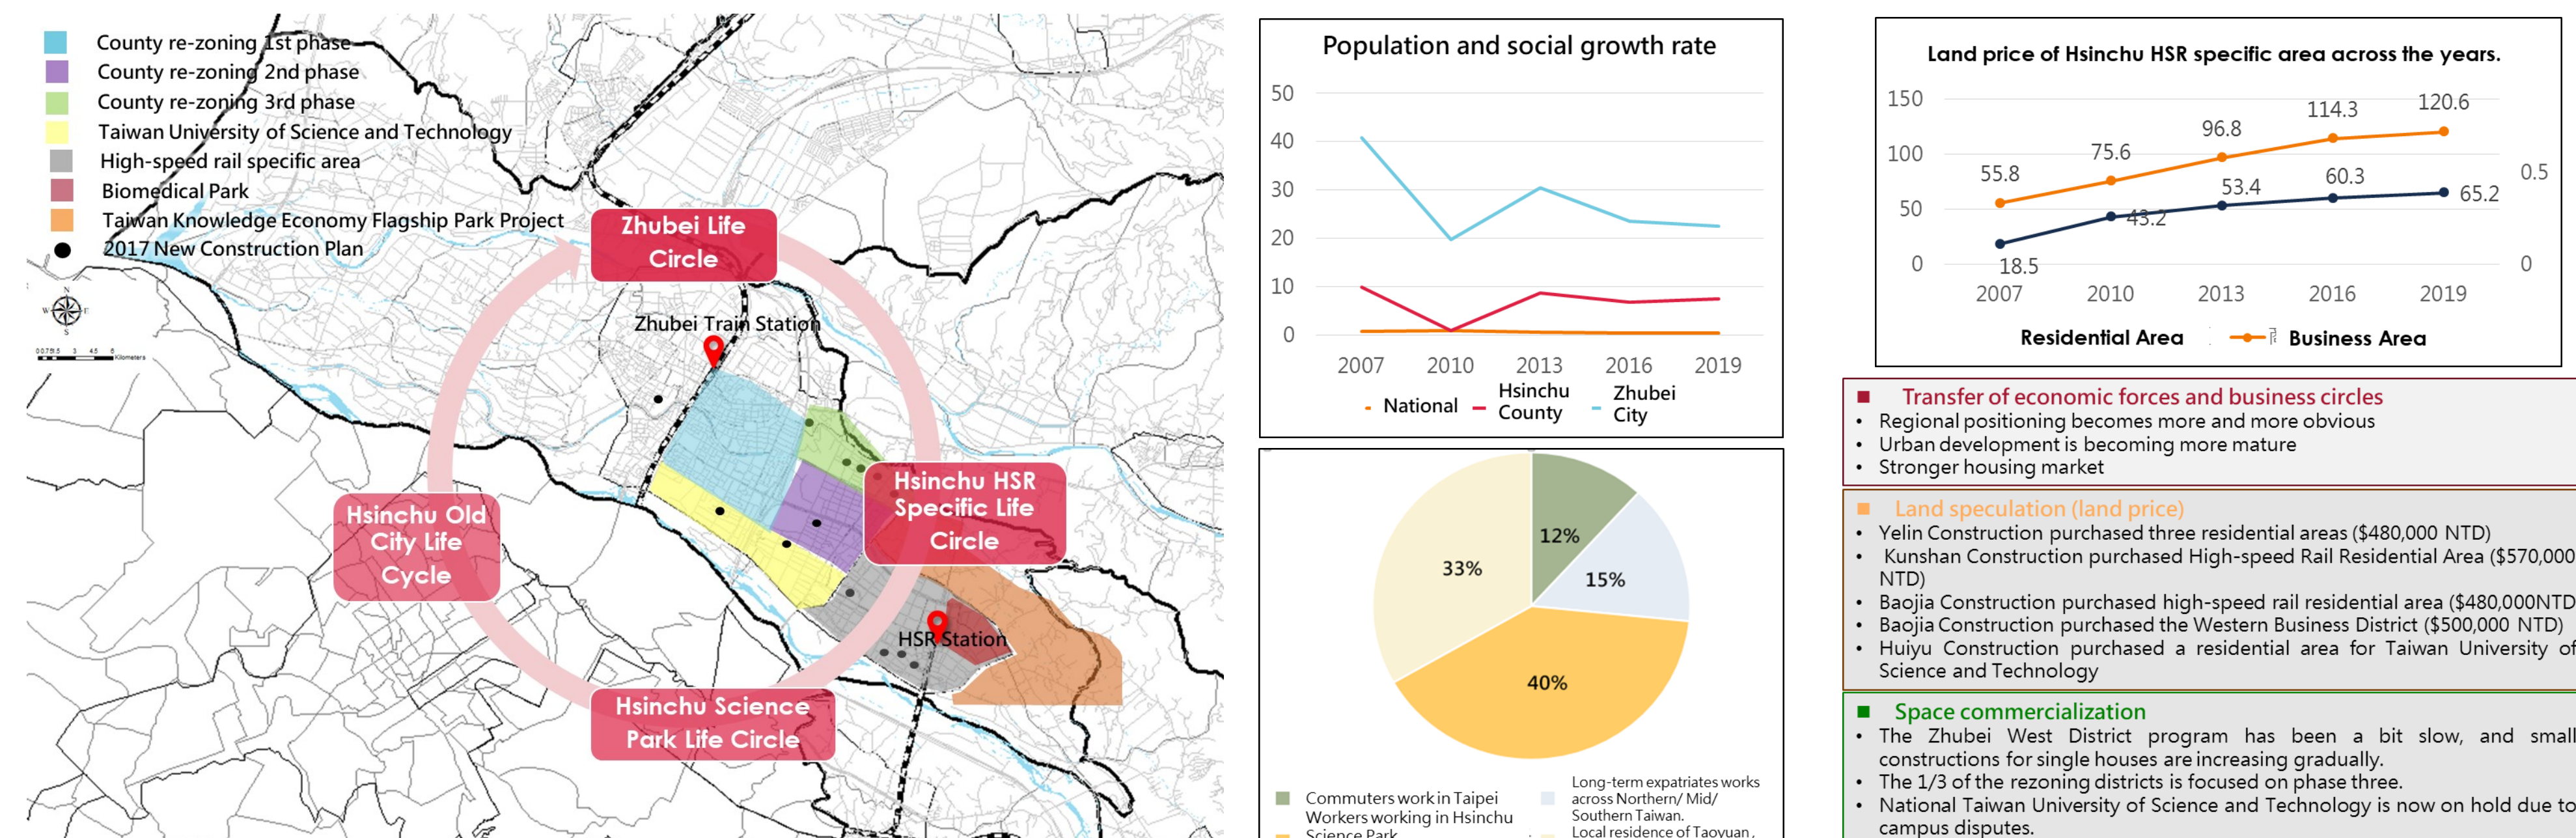 County re-zoning 1st phase
County re-zoning 2nd phase
County re-zoning 3rd phase
Taiwan University of Science and Technology
High-speed rail specific area
Biomedical Park
Taiwan Knowledge Economy Flagship Park Project
2017 New Construction Plan
N
W E
S
3 4.5 6
Kilometers
Zhubei Life
Circle
Zhubei Train Station
Hsinchu HSR
Specific Life
Circle
Hsinchu Old
City Life
Cycle
HSR Station
Hsinchu Science
Park Life Circle
Population and social growth rate
50
40
30
20
10
0
2007 2010 2013 2016 2019
National
Hsinchu
County
Zhubei
City
12%
15%
33%
40%
Commuters work in Taipei
Workers working in Hsinchu
Science Park
Long-term expatriates works
across Northern/ Mid/
Southern Taiwan.
Local residence of Taoyuan,
Land price of Hsinchu HSR specific area across the years.
150
100
50
0
0.5
0
55.8 75.6 96.8 114.3 120.6
18.5 43.2 53.4 60.3 65.2
2007 2010 2013 2016 2019
Residential Area
Business Area
Transfer of economic forces and business circles
• Regional positioning becomes more and more obvious
• Urban development is becoming more mature
• Stronger housing market
Land speculation (land price)
• Yelin Construction purchased three residential areas ($480,000 NTD)
• Kunshan Construction purchased High-speed Rail Residential Area ($570,000
NTD)
• Baojia Construction purchased high-speed rail residential area ($480,000NTD
• Baojia Construction purchased the Western Business District ($500,000 NTD)
• Huiyu Construction purchased a residential area for Taiwan University of
Science and Technology
Space commercialization
• The Zhubei West District program has been a bit slow, and small
constructions for single houses are increasing gradually.
• The 1/3 of the rezoning districts is focused on phase three.
• National Taiwan University of Science and Technology is now on hold due to
campus disputes.